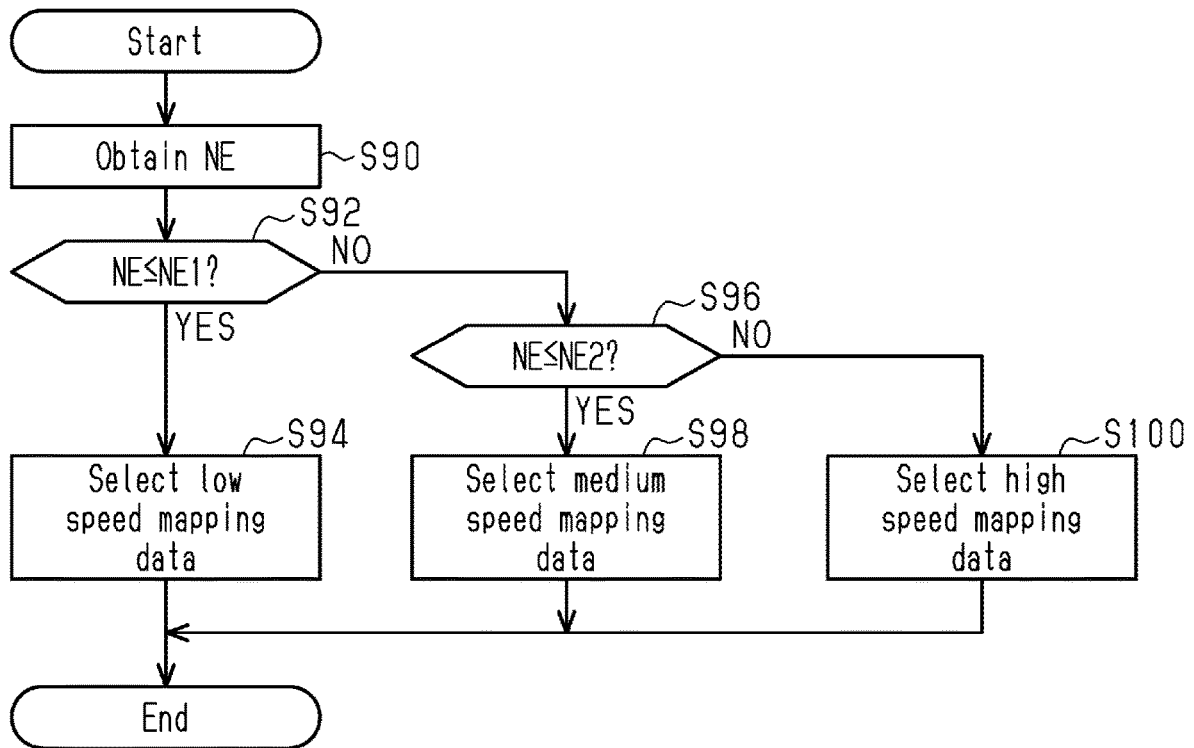 Start
Obtain NE
S90
S92
NE≤NE1?
NO
YES
S96
NE≤NE2?
NO
YES
S94
Select low
speed mapping
data
S98
Select medium
speed mapping
data
S100
Select high
speed mapping
data
End